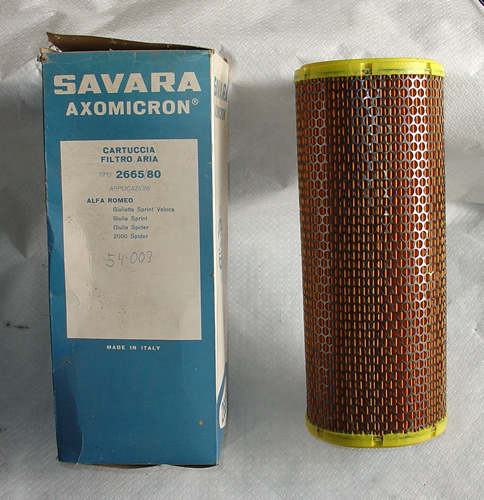 SAVARA
AXOMICRON®
CARTUCCIA
FILTRO ARIA
TIPO 2665/80
APPLICAZIONI
ALFA ROMEO
Giulietta Sprint Veloce
Giulia Sprint
Giulia Spider
2000 Spider
54.007
MADE IN ITALY
SAVARA